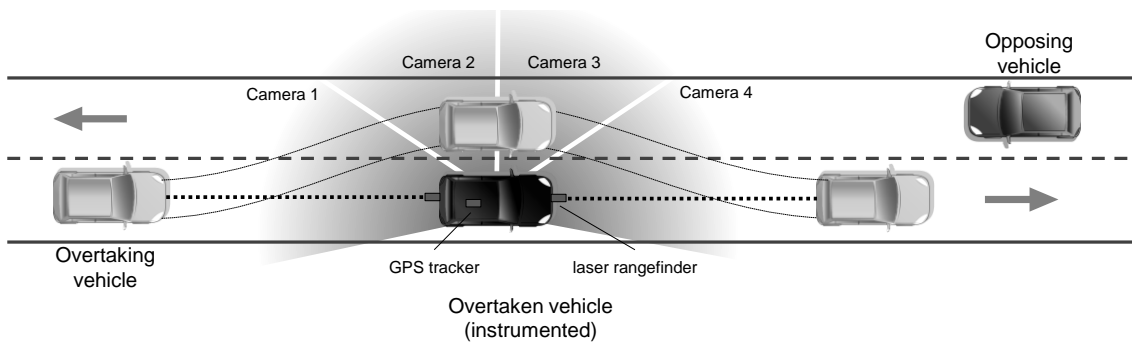 Camera 2
Camera 3
Opposing
vehicle
Camera 1
Camera 4
Overtaking
vehicle
GPS tracker
laser rangefinder
Overtaken vehicle
(instrumented)